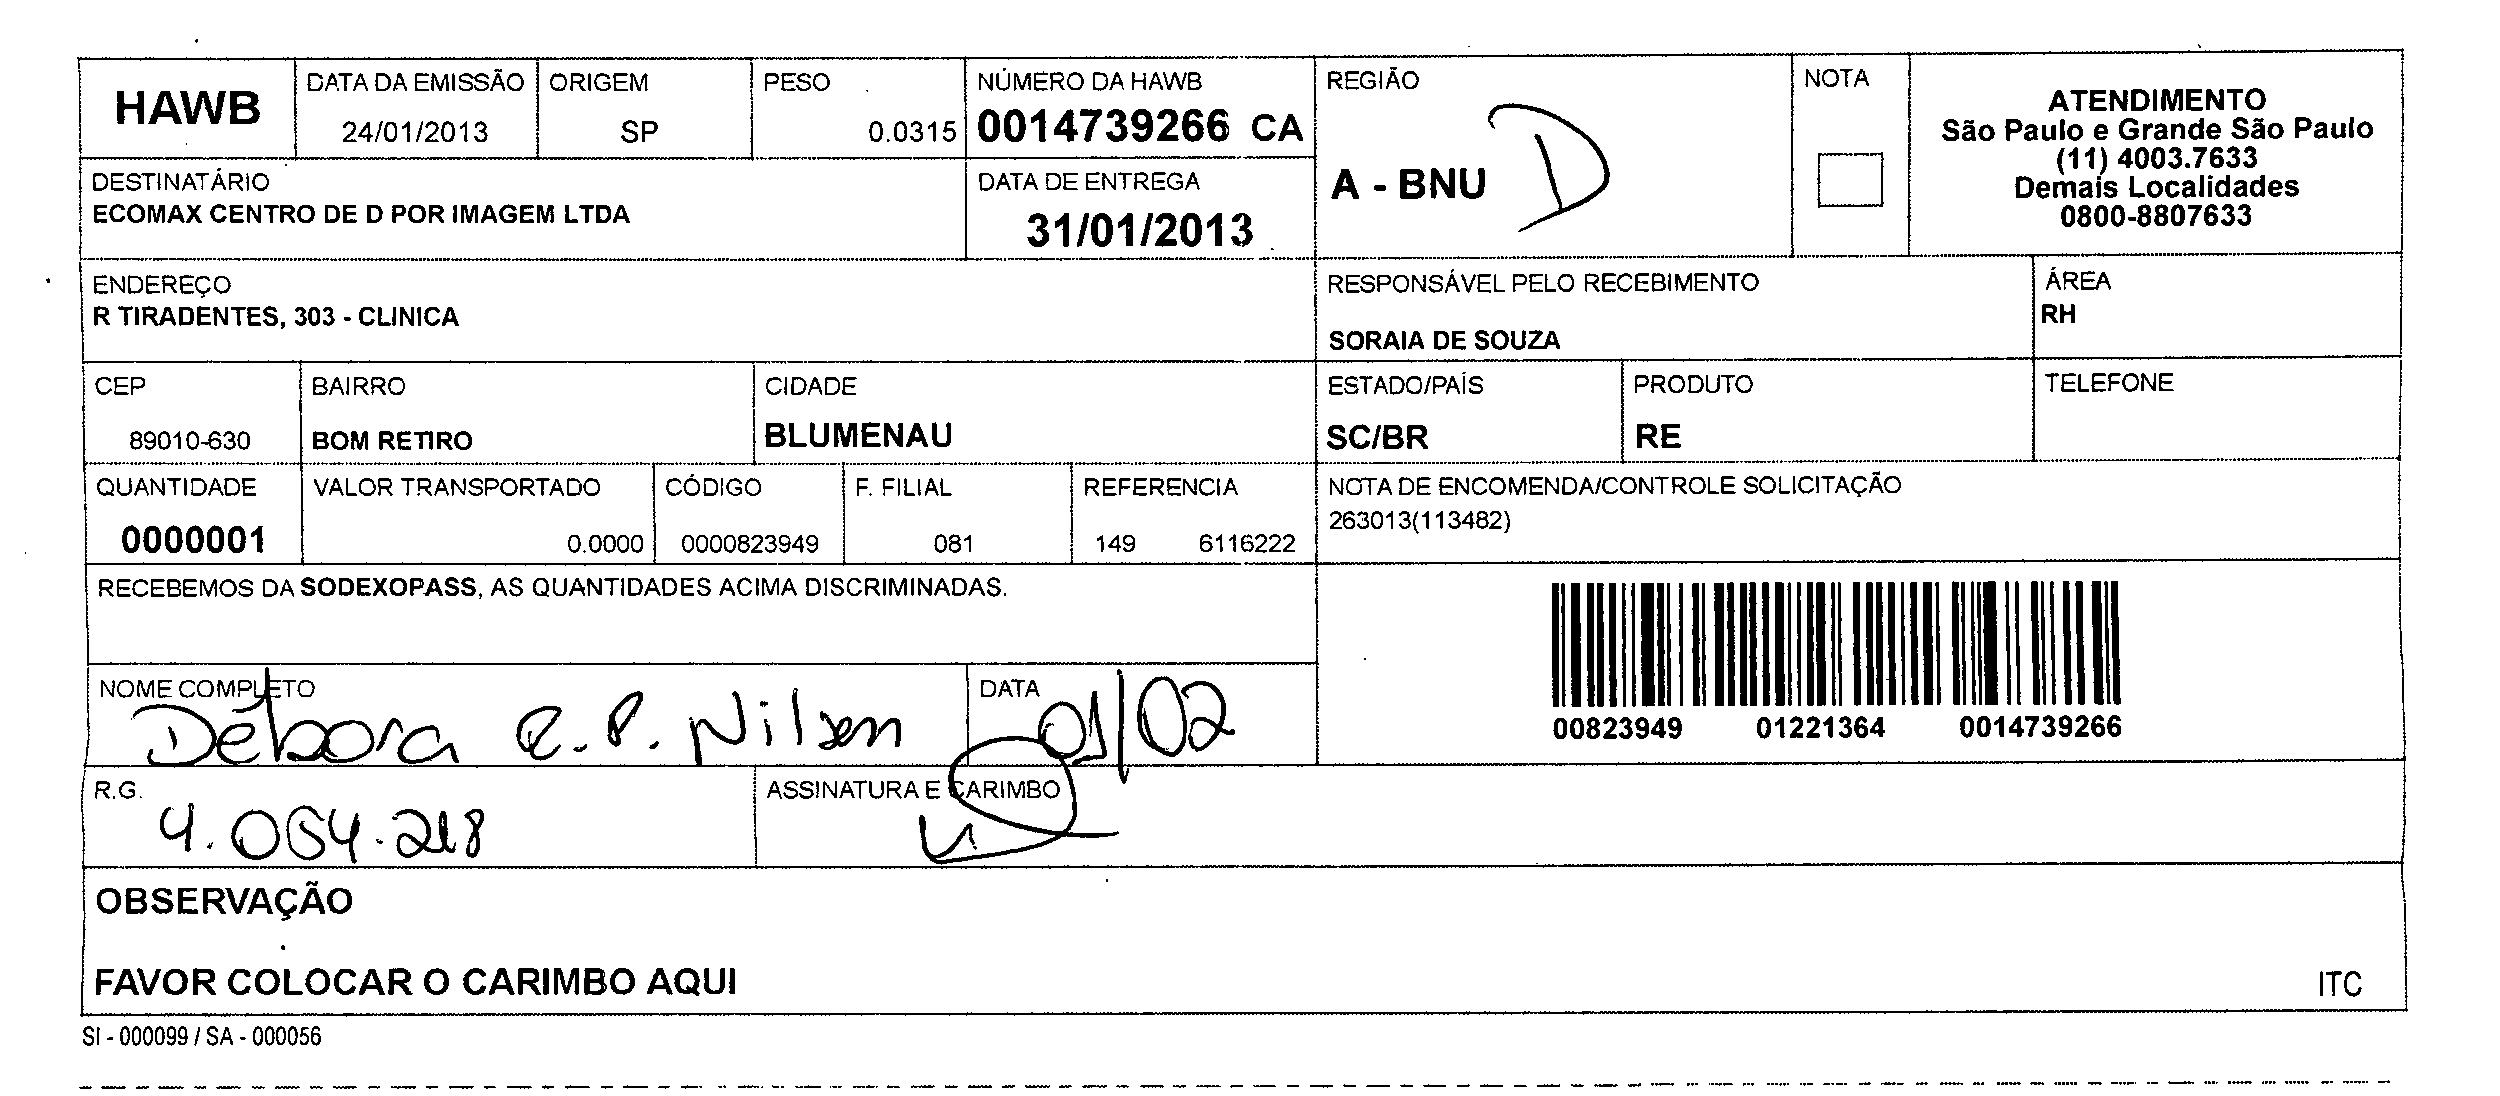 HAWB
DATA DA EMISSÃO
24/01/2013
ORIGEM
SP
PESO
0.0315
NÚMERO DA HAWB
0014739266 CA
REGIÃO
A - BNU D
NOTA
ATENDIMENTO
São Paulo e Grande São Paulo
(11) 4003.7633
Demais Localidades
0800-8807633
DESTINATÁRIO
ECOMAX CENTRO DE D POR IMAGEM LTDA
DATA DE ENTREGA
31/01/2013
ENDEREÇO
R TIRADENTES, 303 - CLINICA
RESPONSÁVEL PELO RECEBIMENTO
SORAIA DE SOUZA
ÁREA
RH
CEP
89010-630
BAIRRO
BOM RETIRO
CIDADE
BLUMENAU
ESTADO/PAÍS
SC/BR
PRODUTO
RE
TELEFONE
QUANTIDADE
0000001
VALOR TRANSPORTADO
0.0000
CÓDIGO
0000823949
F. FILIAL
081
REFERENCIA
149 6116222
NOTA DE ENCOMENDA/CONTROLE SOLICITAÇÃO
263013(113482)
RECEBEMOS DA SODEXOPASS, AS QUANTIDADES ACIMA DISCRIMINADAS.
00823949 01221364 0014739266
NOME COMPLETO
Débora R. P. Nilsen
DATA
01/02
R.G.
4.064.218
ASSINATURA E CARIMBO
OBSERVAÇÃO
FAVOR COLOCAR O CARIMBO AQUI
ITC
SI - 000099 / SA - 000056